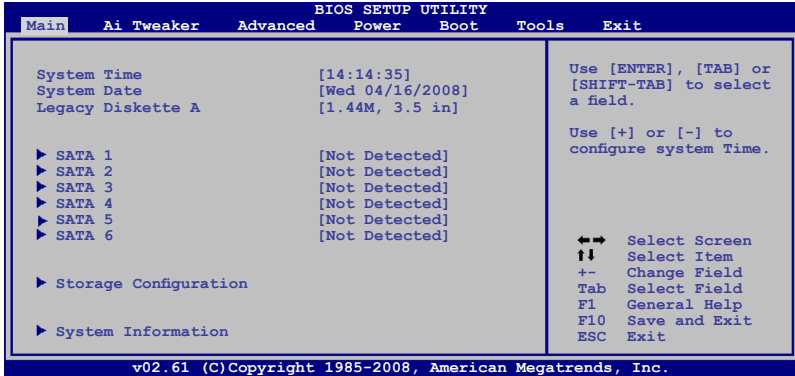 BIOS SETUP UTILITY
Main Ai Tweaker Advanced Power Boot Tools Exit
System Time [14:14:35]
System Date [Wed 04/16/2008]
Legacy Diskette A [1.44M, 3.5 in]
SATA 1 [Not Detected]
SATA 2 [Not Detected]
SATA 3 [Not Detected]
SATA 4 [Not Detected]
SATA 5 [Not Detected]
SATA 6 [Not Detected]
Storage Configuration
System Information
Use [ENTER], [TAB] or
[SHIFT-TAB] to select
a field.
Use [+] or [-] to
configure system Time.
←→ Select Screen
↑↓ Select Item
+- Change Field
Tab Select Field
F1 General Help
F10 Save and Exit
ESC Exit
v02.61 (C)Copyright 1985-2008, American Megatrends, Inc.